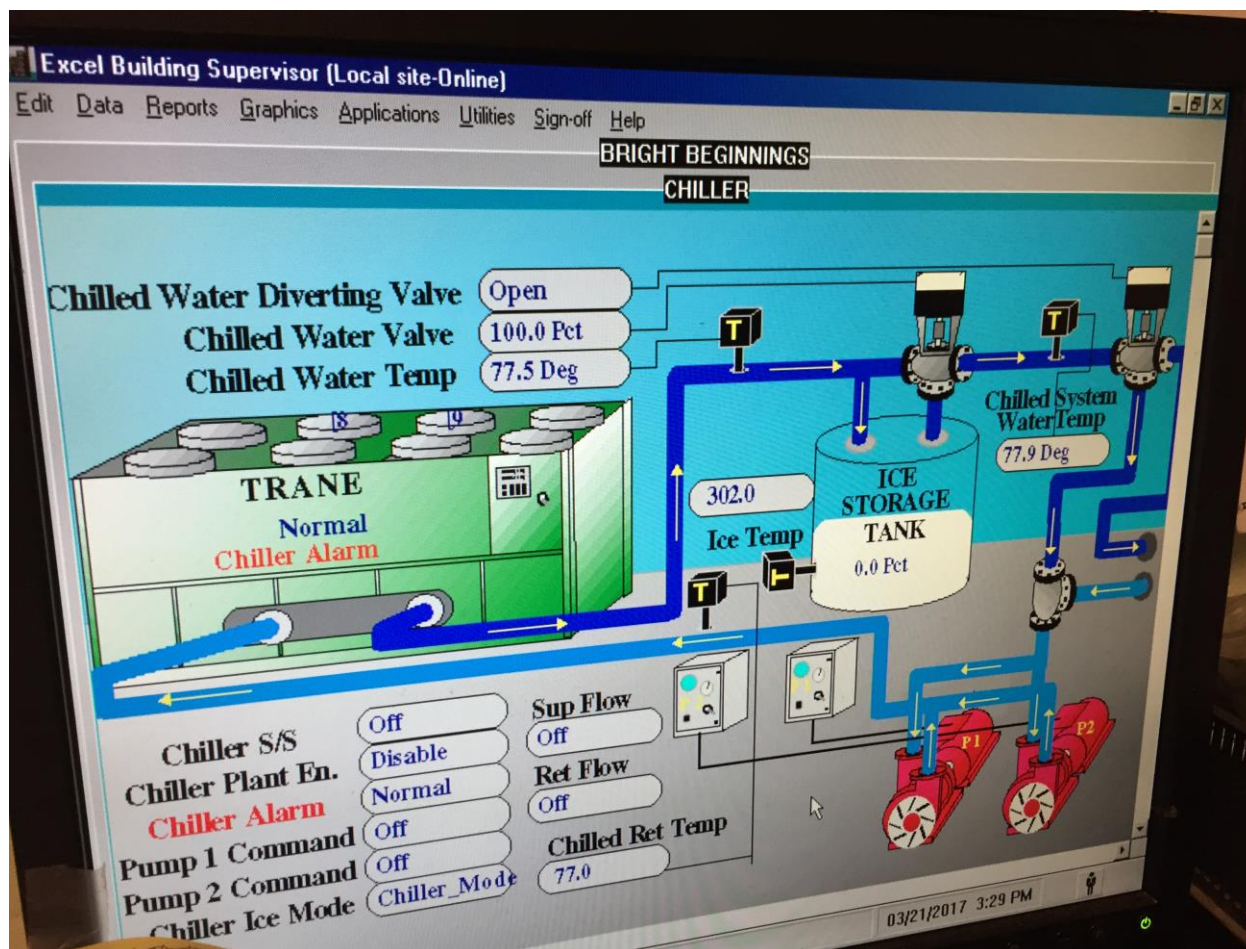 Excel Building Supervisor (Local site-Online)
Edit Data Reports Graphics Applications Utilities Sign-off Help
BRIGHT BEGINNINGS
CHILLER
Chilled Water Diverting Valve Open
Chilled Water Valve 100.0 Pct
Chilled Water Temp 77.5 Deg
T
T
Chilled System
WaterTemp
77.9 Deg
[8 [9
TRANE
Normal
Chiller Alarm
302.0
Ice Temp
ICE
STORAGE
TANK
0.0 Pct
T
T
Chiller S/S Off
Chiller Plant En. Disable
Chiller Alarm Normal
Pump 1 Command Off
Pump 2 Command Off
Chiller Ice Mode Chiller_Mode
Sup Flow
Off
Ret Flow
Off
Chilled Ret Temp
77.0
P1
P2
03/21/2017 3:29 PM